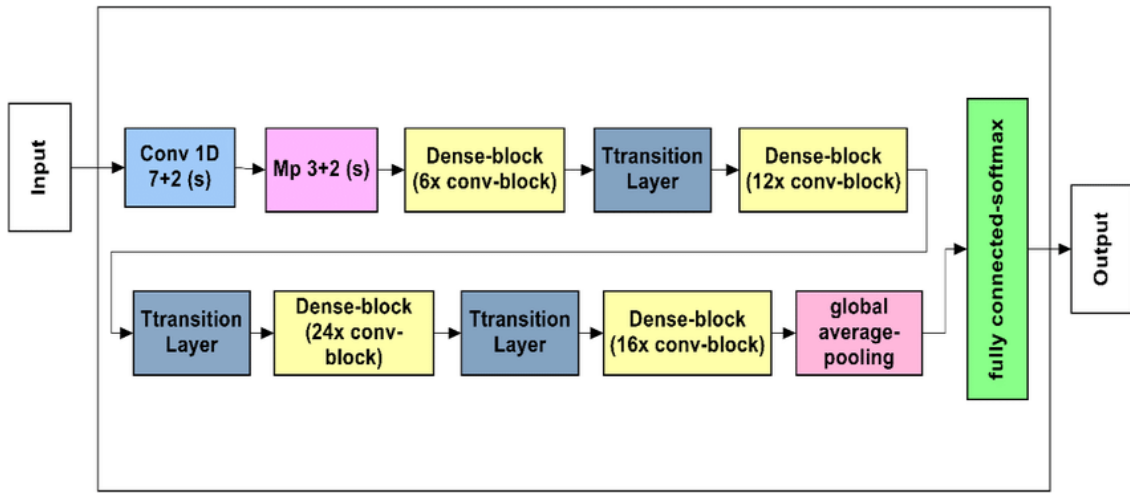 Input
Conv 1D
7+2 (s)
Mp 3+2 (s)
Dense-block
(6x conv-block)
Ttransition
Layer
Dense-block
(12x conv-block)
Ttransition
Layer
Dense-block
(24x conv-
block)
Ttransition
Layer
Dense-block
(16x conv-block)
global
average-
pooling
fully connected-softmax
Output